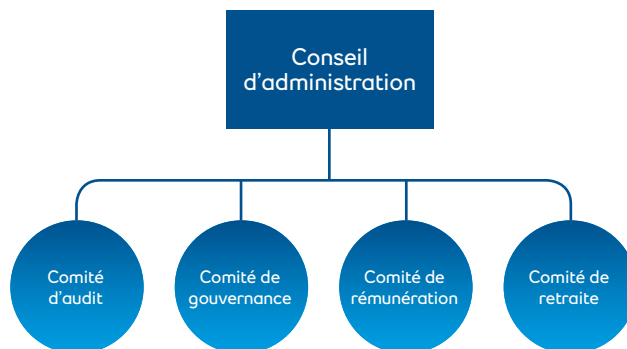 Conseil
d’administration
Comité
d’audit
Comité de
gouvernance
Comité de
rémunération
Comité de
retraite